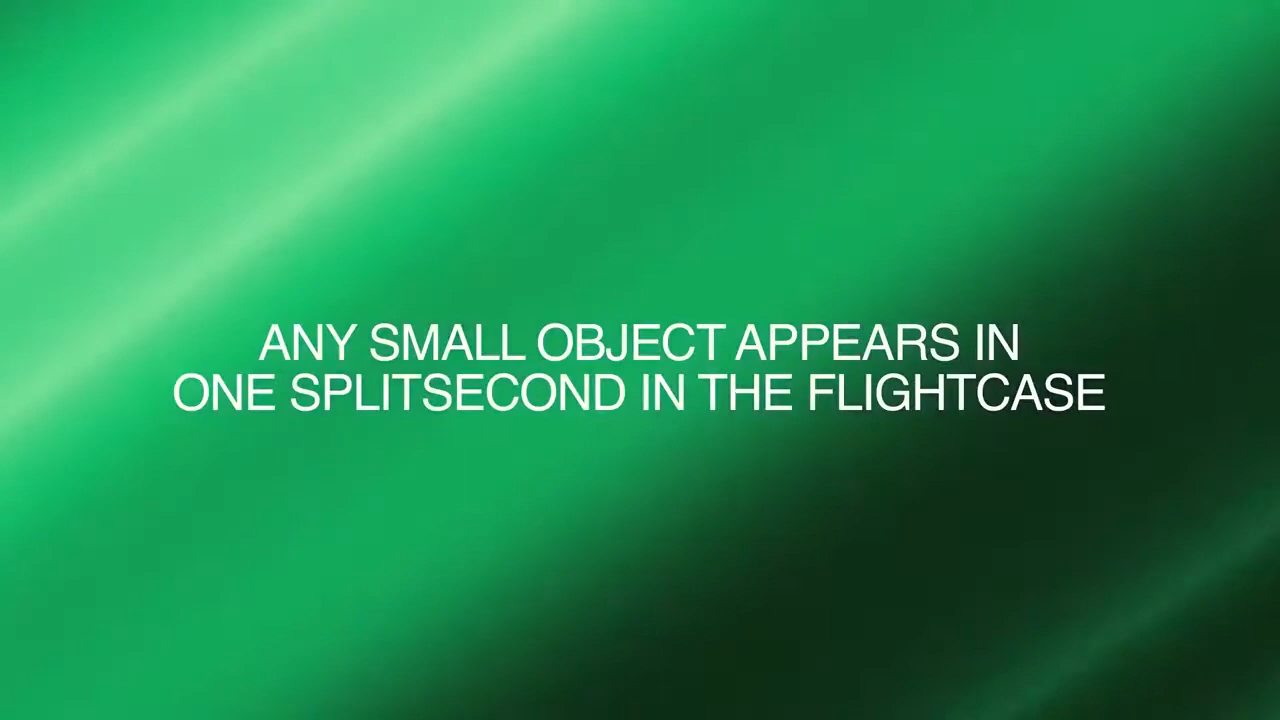 ANY SMALL OBJECT APPEARS IN
ONE SPLITSECOND IN THE FLIGHTCASE